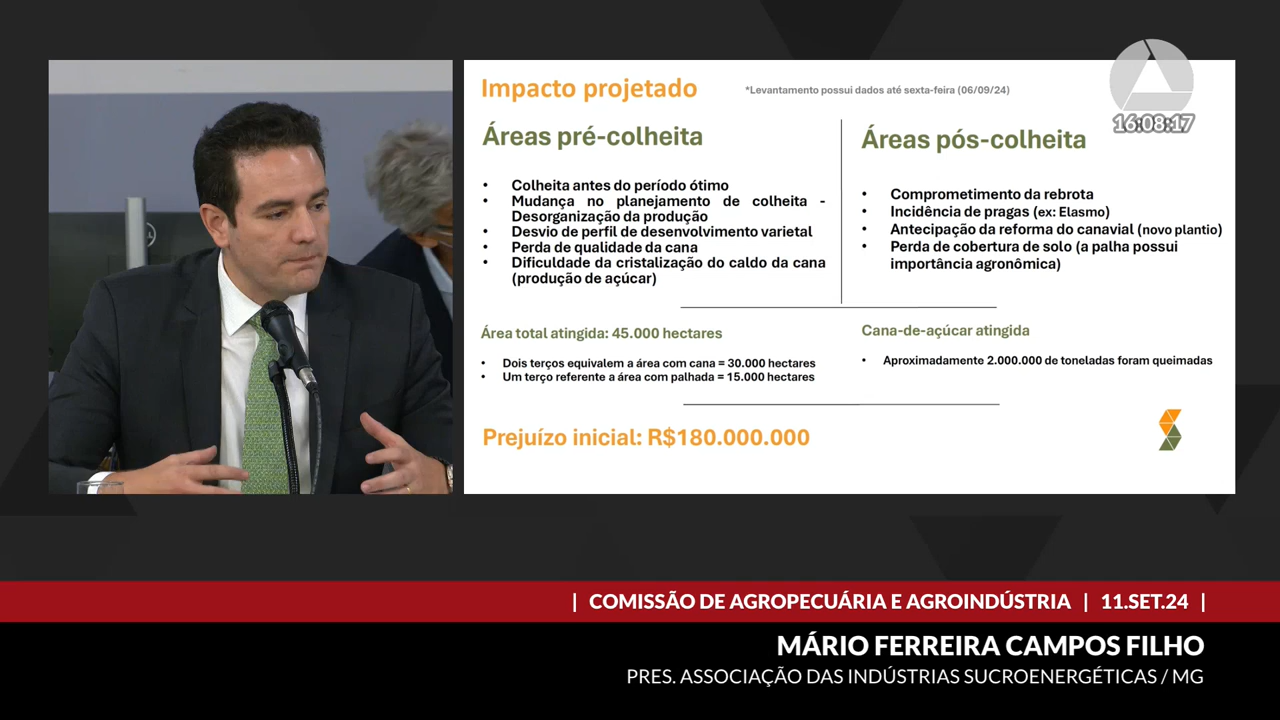 Impacto projetado
*Levantamento possui dados até sexta-feira (06/09/24)
16:08:17
Áreas pré-colheita
• Colheita antes do período ótimo
• Mudança no planejamento de colheita -
Desorganização da produção
• Desvio de perfil de desenvolvimento varietal
• Perda de qualidade da cana
• Dificuldade da cristalização do caldo da cana
(produção de açúcar)
Áreas pós-colheita
• Comprometimento da rebrota
• Incidência de pragas (ex: Elasmo)
• Antecipação da reforma do canavial (novo plantio)
• Perda de cobertura de solo (a palha possui
importância agronômica)
Área total atingida: 45.000 hectares
• Dois terços equivalem a área com cana = 30.000 hectares
• Um terço referente a área com palhada = 15.000 hectares
Cana-de-açúcar atingida
• Aproximadamente 2.000.000 de toneladas foram queimadas
Prejuízo inicial: R$180.000.000
| COMISSÃO DE AGROPECUÁRIA E AGROINDÚSTRIA | 11.SET.24 |
MÁRIO FERREIRA CAMPOS FILHO
PRES. ASSOCIAÇÃO DAS INDÚSTRIAS SUCROENERGÉTICAS / MG